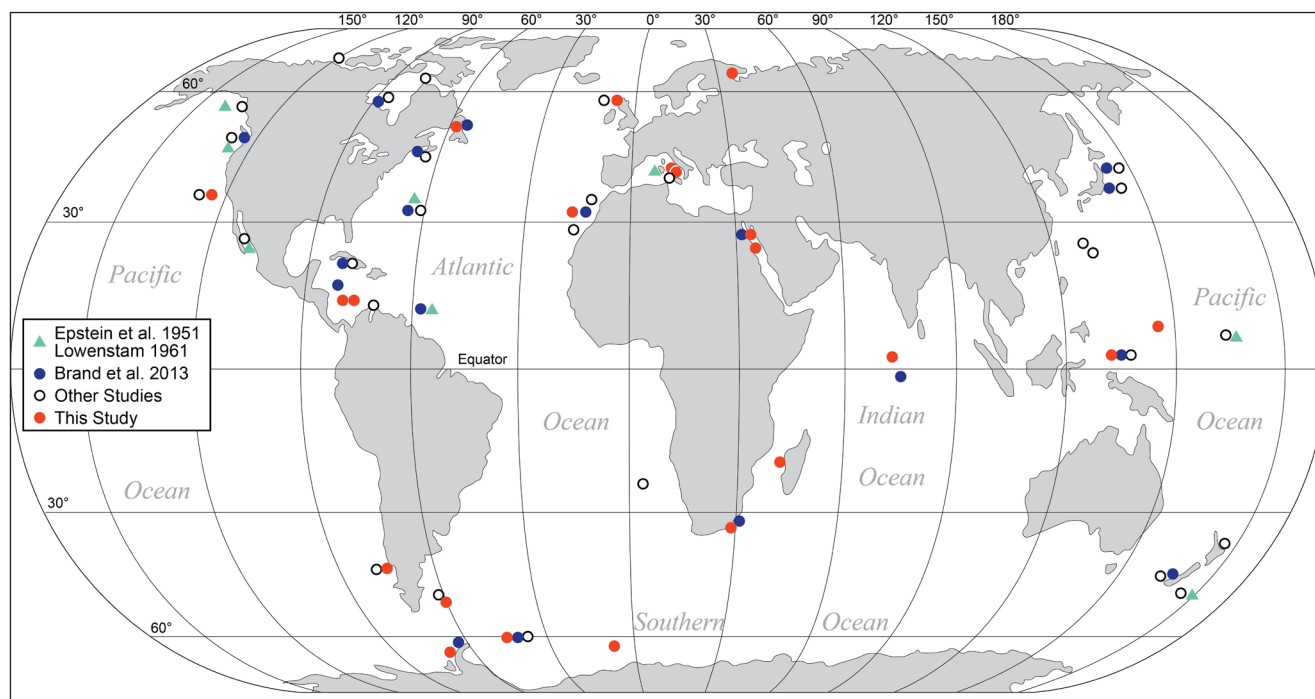 150° 120° 90° 60° 30° 0° 30° 60° 90° 120° 150° 180°
60°
30°
Pacific
Atlantic
Pacific
Epstein et al. 1951
Lowenstam 1961
Brand et al. 2013
Other Studies
This Study
Equator
Ocean
Indian
Ocean
Ocean
Ocean
30°
Southern
Ocean
60°